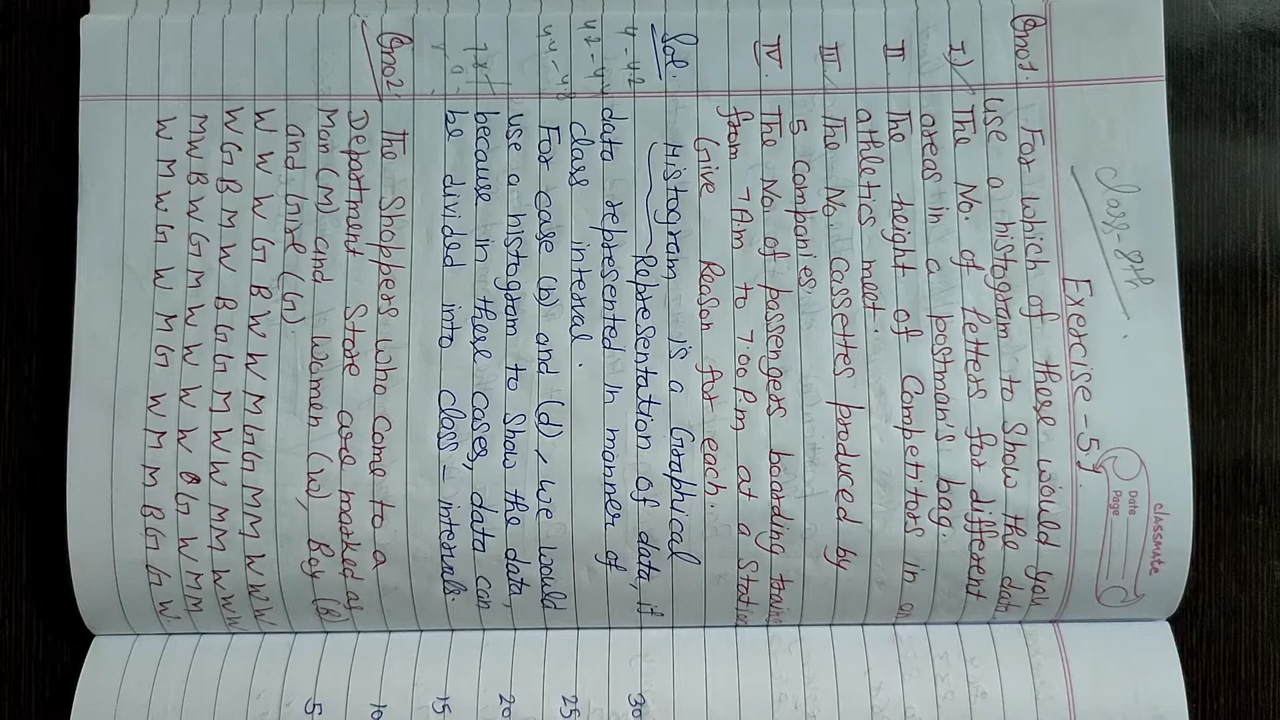 classmate
Date
Page
Class-8th
Exercise - 5.1
Qno1. For which of these would you
use a histogram to show the data
I) The No. of letters for different
areas in a postman's bag.
II The height of Competitors in an
athletics meet.
III The No. cassettes produced by
5 companies.
IV. The No. of passengers boarding trains
from 7 A.m to 7:00 P.m at a Station
Give Reason for each.
Sol. Histogram is a Graphical
Representation of data, if
data represented in manner of
class interval.
For case (b) and (d), we would
use a histogram to show the data,
because in these cases, data can
be divided into class-intervals.
Qno2. The Shoppers who come to a
Department Store are marked as
Man (M) and women (W), Boy (B)
and
W W W G B W W M G G M M W W W
W G B M W B G G M W W M M W W W
M W B W G M W W W W B G W M M
W M W G W M G W M M B G G W
30
25
20
15
10
5